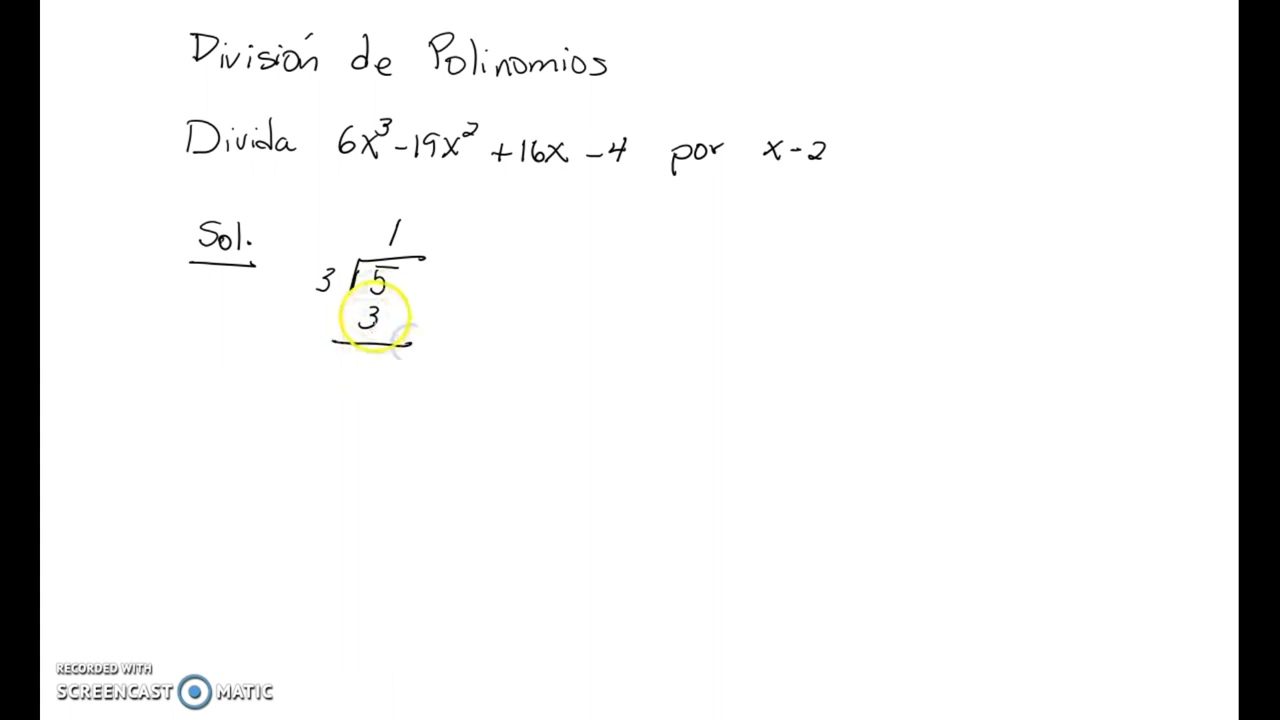 División de Polinomios
Divida 6x³ - 19x² + 16x - 4 por x - 2
Sol.
1
3 5
3
RECORDED WITH
SCREENCAST MATIC